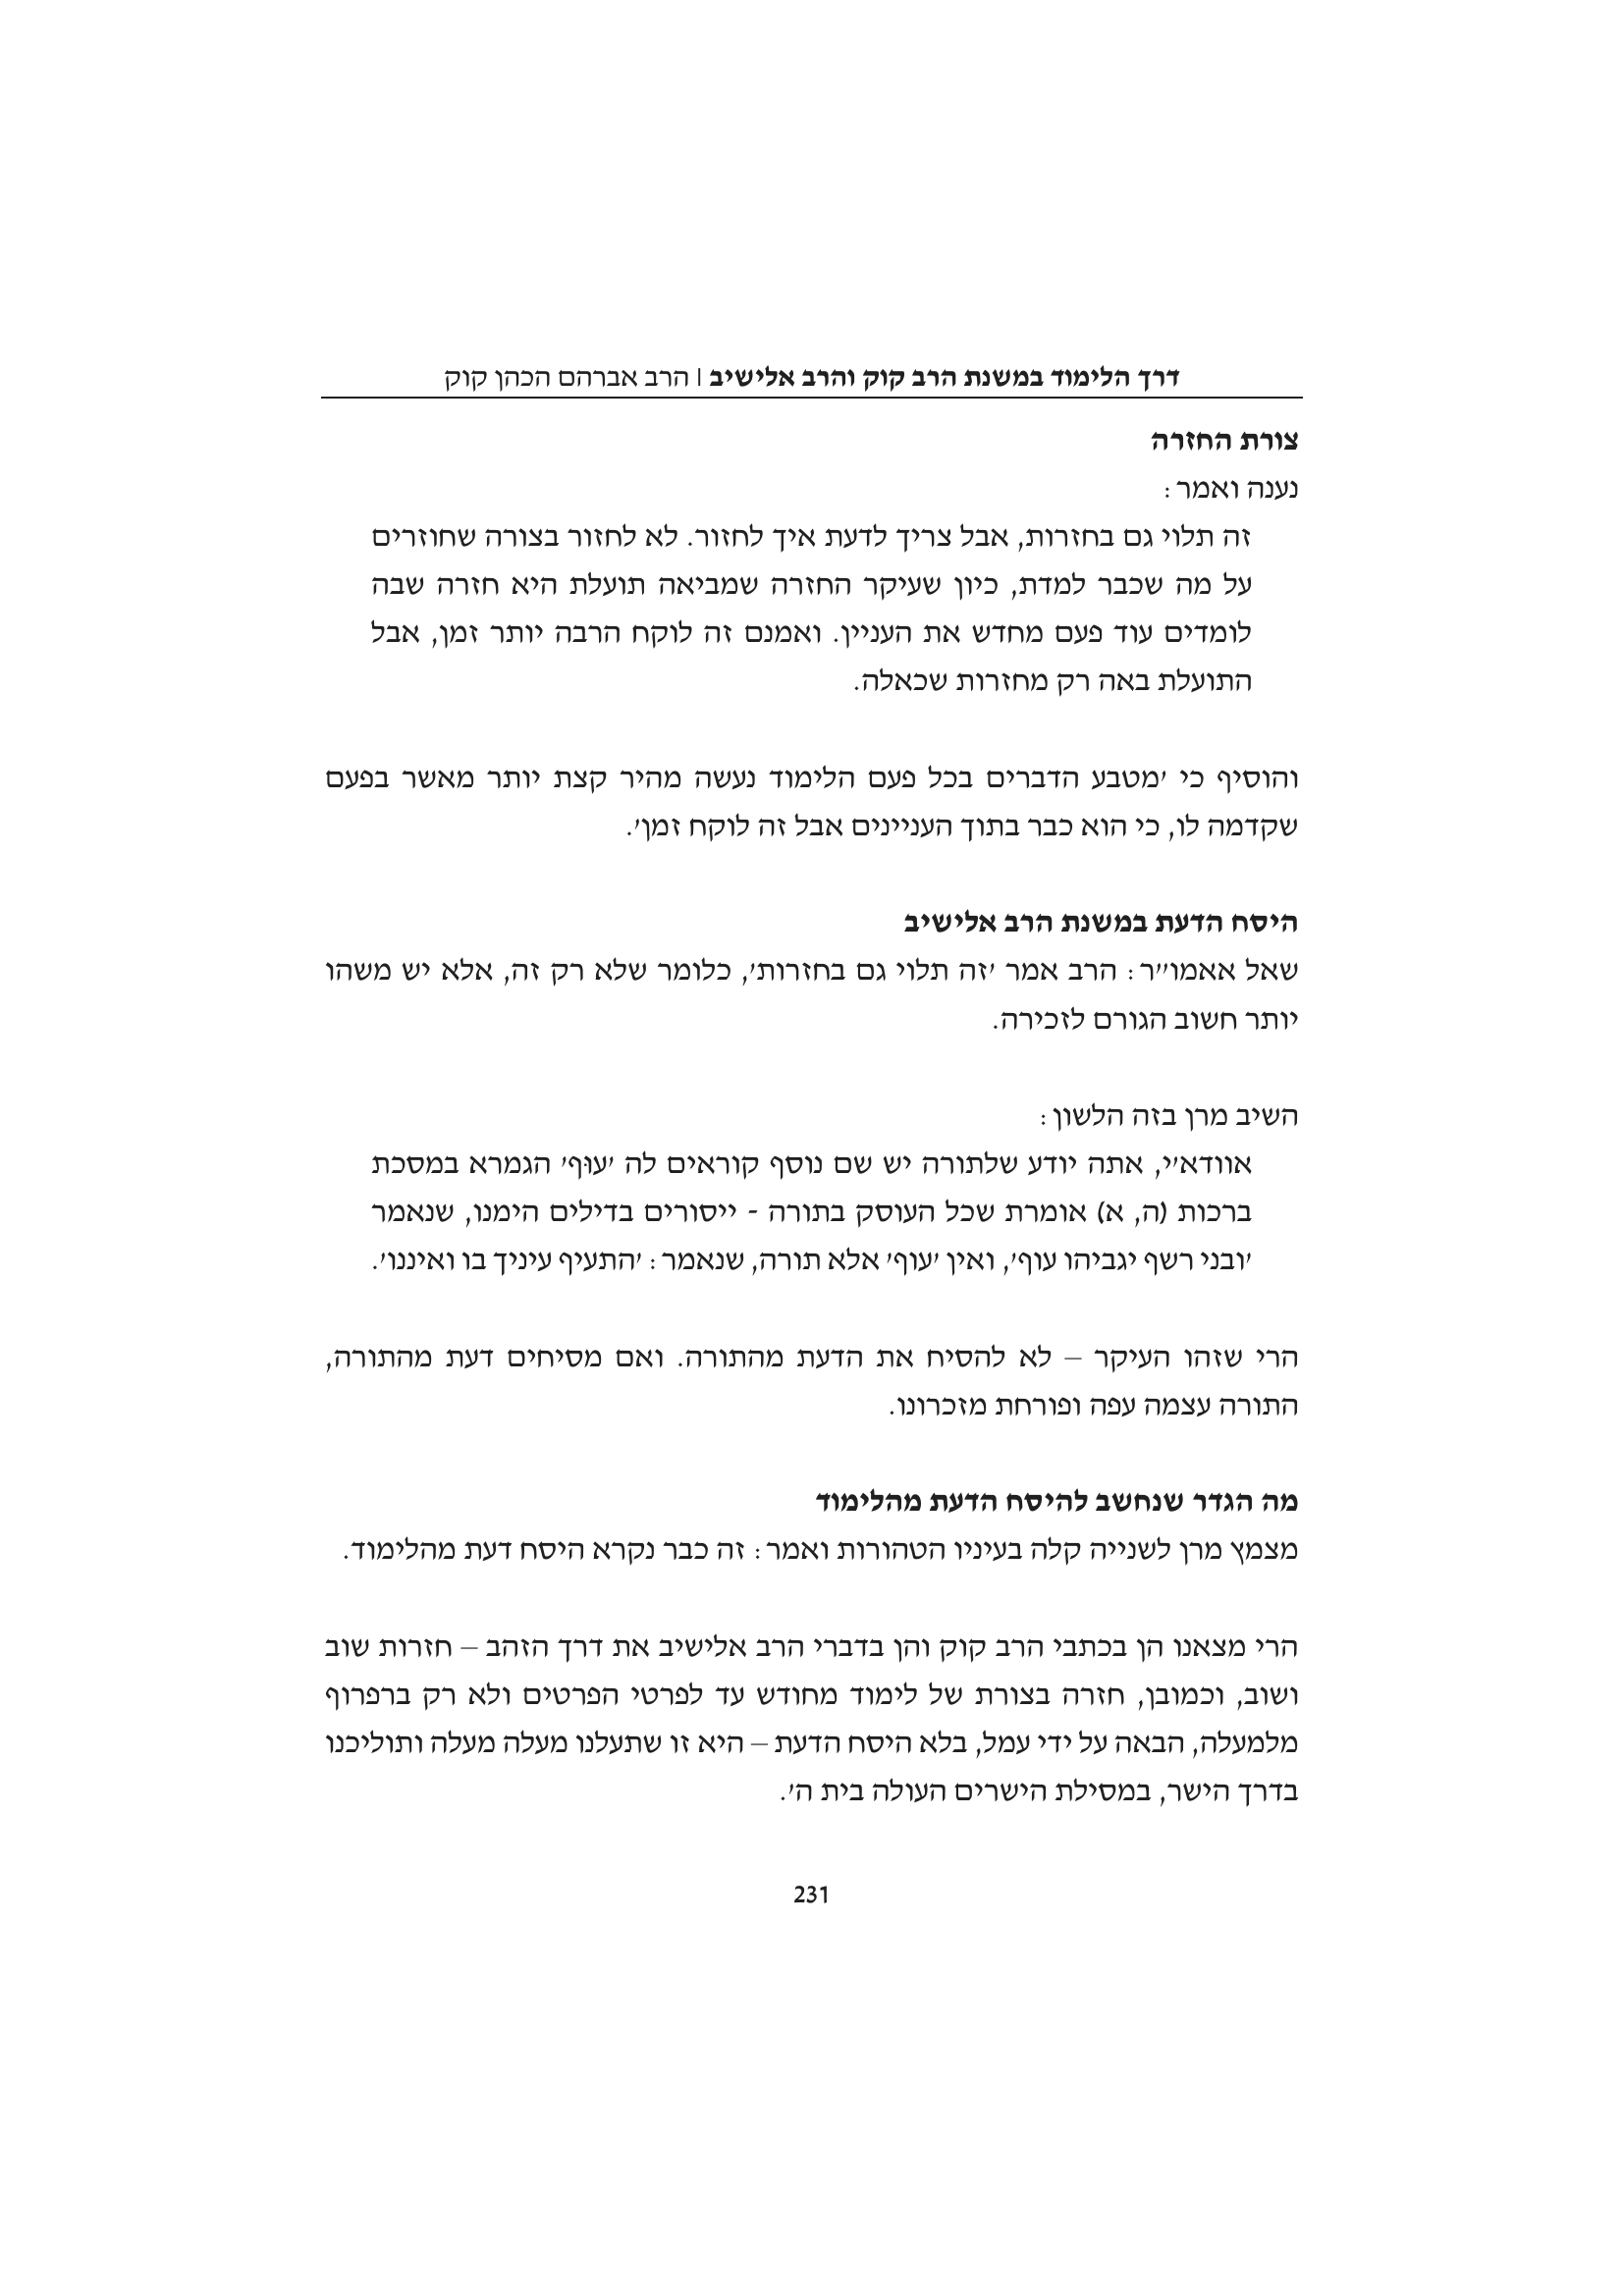 דרך הלימוד במשנת הרב קוק והרב אלישיב | הרב אברהם הכהן קוק
צורת החזרה
נענה ואמר:
זה תלוי גם בחזרות, אבל צריך לדעת איך לחזור. לא לחזור בצורה שחוזרים
על מה שכבר למדת, כיון שעיקר החזרה שמביאה תועלת היא חזרה שבה
לומדים עוד פעם מחדש את העניין. ואמנם זה לוקח הרבה יותר זמן, אבל
התועלת באה רק מחזרות שכאלה.
והוסיף כי 'מטבע הדברים בכל פעם הלימוד נעשה מהיר קצת יותר מאשר בפעם
שקדמה לו, כי הוא כבר בתוך העניינים אבל זה לוקח זמן'.
היסח הדעת במשנת הרב אלישיב
שאל אאמו''ר: הרב אמר 'זה תלוי גם בחזרות', כלומר שלא רק זה, אלא יש משהו
יותר חשוב הגורם לזכירה.
השיב מרן בזה הלשון:
אוודא'י, אתה יודע שלתורה יש שם נוסף קוראים לה 'עוּף' הגמרא במסכת
ברכות (ה, א) אומרת שכל העוסק בתורה - ייסורים בדילים הימנו, שנאמר
'ובני רשף יגביהו עוף', ואין 'עוף' אלא תורה, שנאמר: 'התעיף עיניך בו ואיננו'.
הרי שזהו העיקר – לא להסיח את הדעת מהתורה. ואם מסיחים דעת מהתורה,
התורה עצמה עפה ופורחת מזכרונו.
מה הגדר שנחשב להיסח הדעת מהלימוד
מצמץ מרן לשנייה קלה בעיניו הטהורות ואמר: זה כבר נקרא היסח דעת מהלימוד.
הרי מצאנו הן בכתבי הרב קוק והן בדברי הרב אלישיב את דרך הזהב – חזרות שוב
ושוב, וכמובן, חזרה בצורת של לימוד מחודש עד לפרטי הפרטים ולא רק ברפרוף
מלמעלה, הבאה על ידי עמל, בלא היסח הדעת – היא זו שתעלנו מעלה מעלה ותוליכנו
בדרך הישר, במסילת הישרים העולה בית ה'.
231